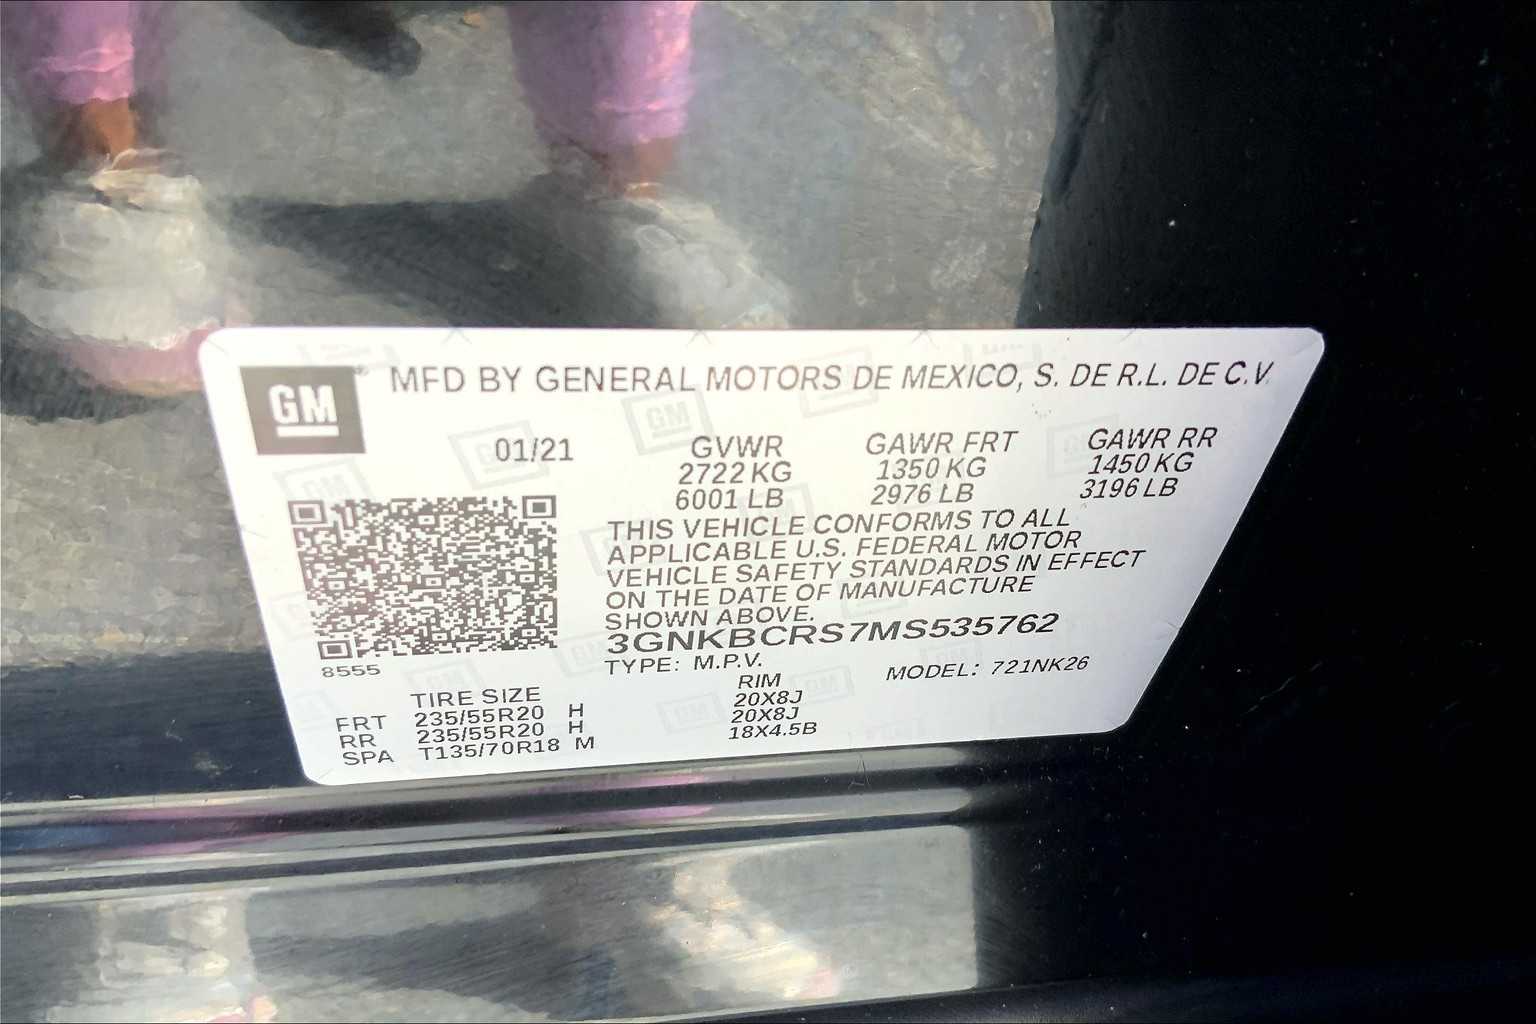 GM
MFD BY GENERAL MOTORS DE MEXICO, S. DE R.L. DE C.V.
01/21
GVWR GAWR FRT GAWR RR
2722 KG 1350 KG 1450 KG
6001 LB 2976 LB 3196 LB
THIS VEHICLE CONFORMS TO ALL
APPLICABLE U.S. FEDERAL MOTOR
VEHICLE SAFETY STANDARDS IN EFFECT
ON THE DATE OF MANUFACTURE
SHOWN ABOVE.
3GNKBCRS7MS535762
8555
TYPE: M.P.V. MODEL: 721NK26
TIRE SIZE RIM
FRT 235/55R20 H 20X8J
RR 235/55R20 H 20X8J
SPA T135/70R18 M 18X4.5B